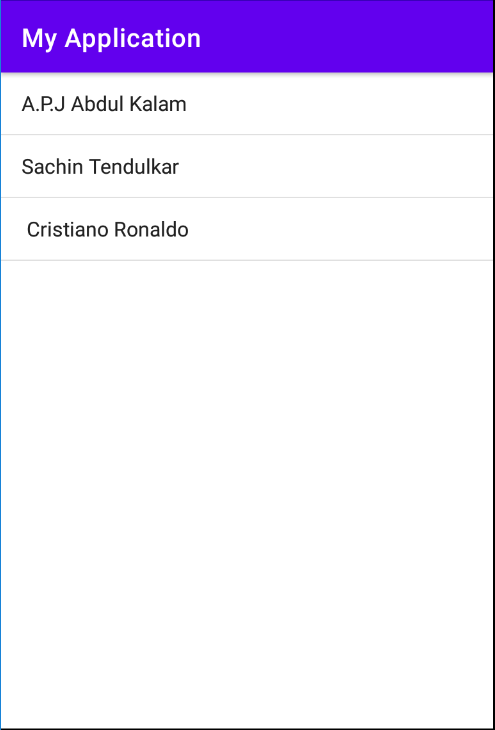 My Application
A.P.J Abdul Kalam
Sachin Tendulkar
Cristiano Ronaldo